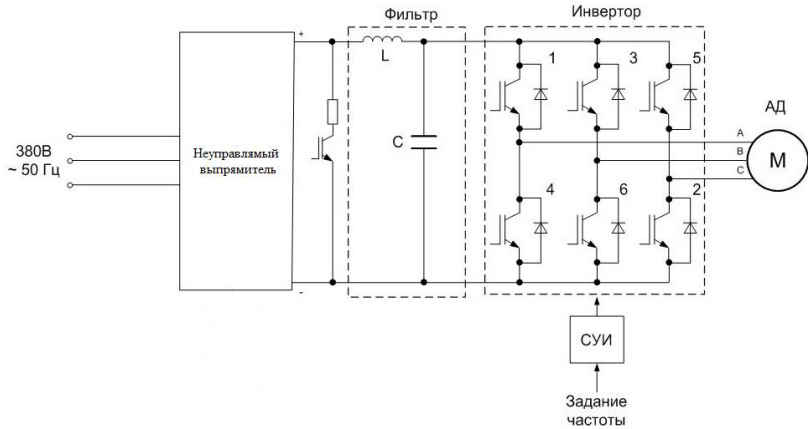 Фильтр
Инвертор
+
L
1
3
5
АД
380В
~ 50 Гц
Неуправлямый
выпрямитель
C
A
B
C
М
4
6
2
-
СУИ
Задание
частоты